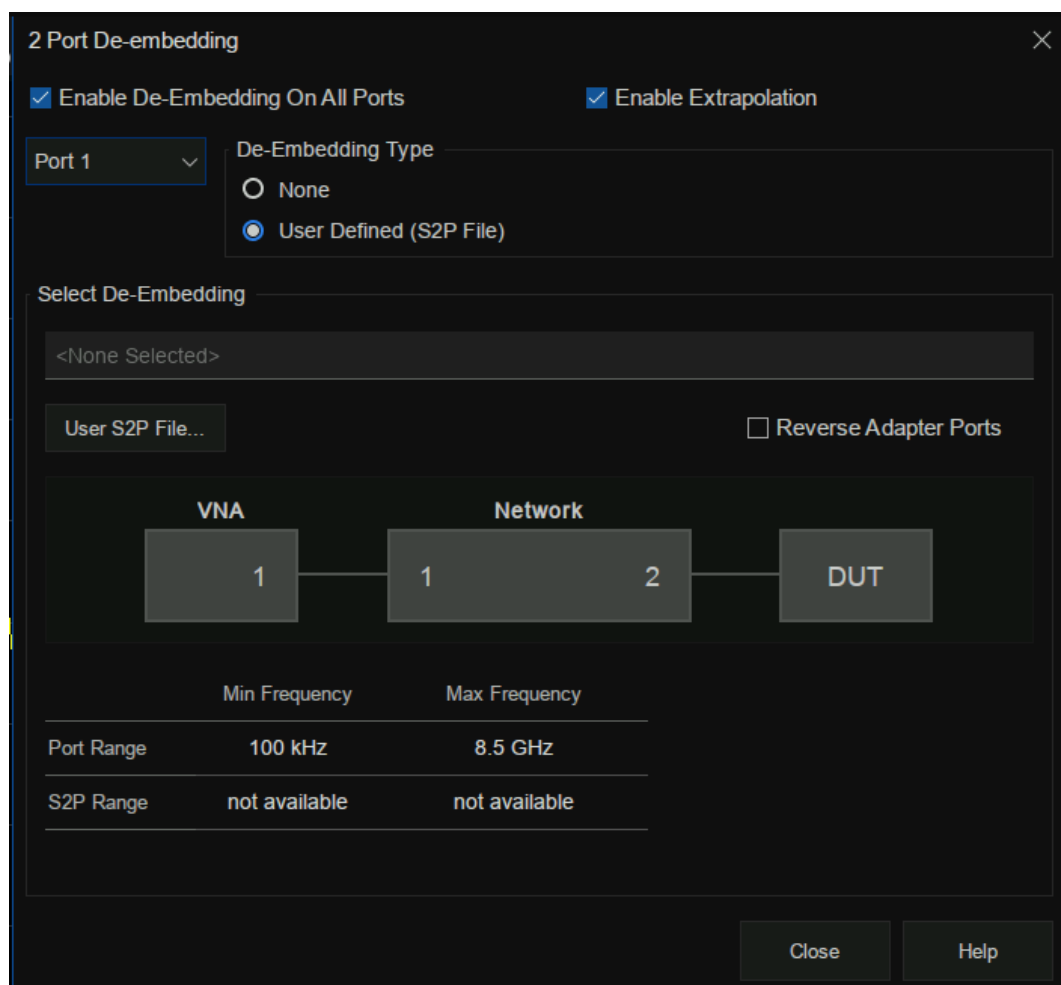 2 Port De-embedding
Enable De-Embedding On All Ports
Enable Extrapolation
Port 1
De-Embedding Type
None
User Defined (S2P File)
Select De-Embedding
<None Selected>
User S2P File...
Reverse Adapter Ports
VNA
Network
1
1
2
DUT
Min Frequency Max Frequency
Port Range 100 kHz 8.5 GHz
S2P Range not available not available
Close
Help